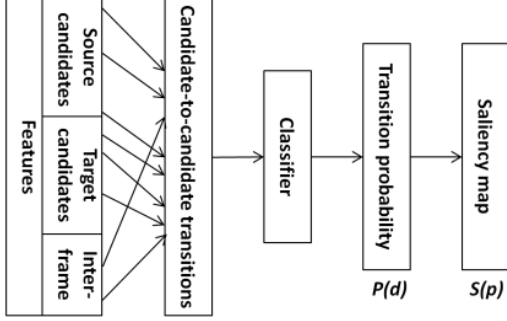 Features
Source
candidates
Target
candidates
Inter-
frame
Candidate-to-candidate transitions
Classifier
Transition probability
P(d)
Saliency map
S(p)